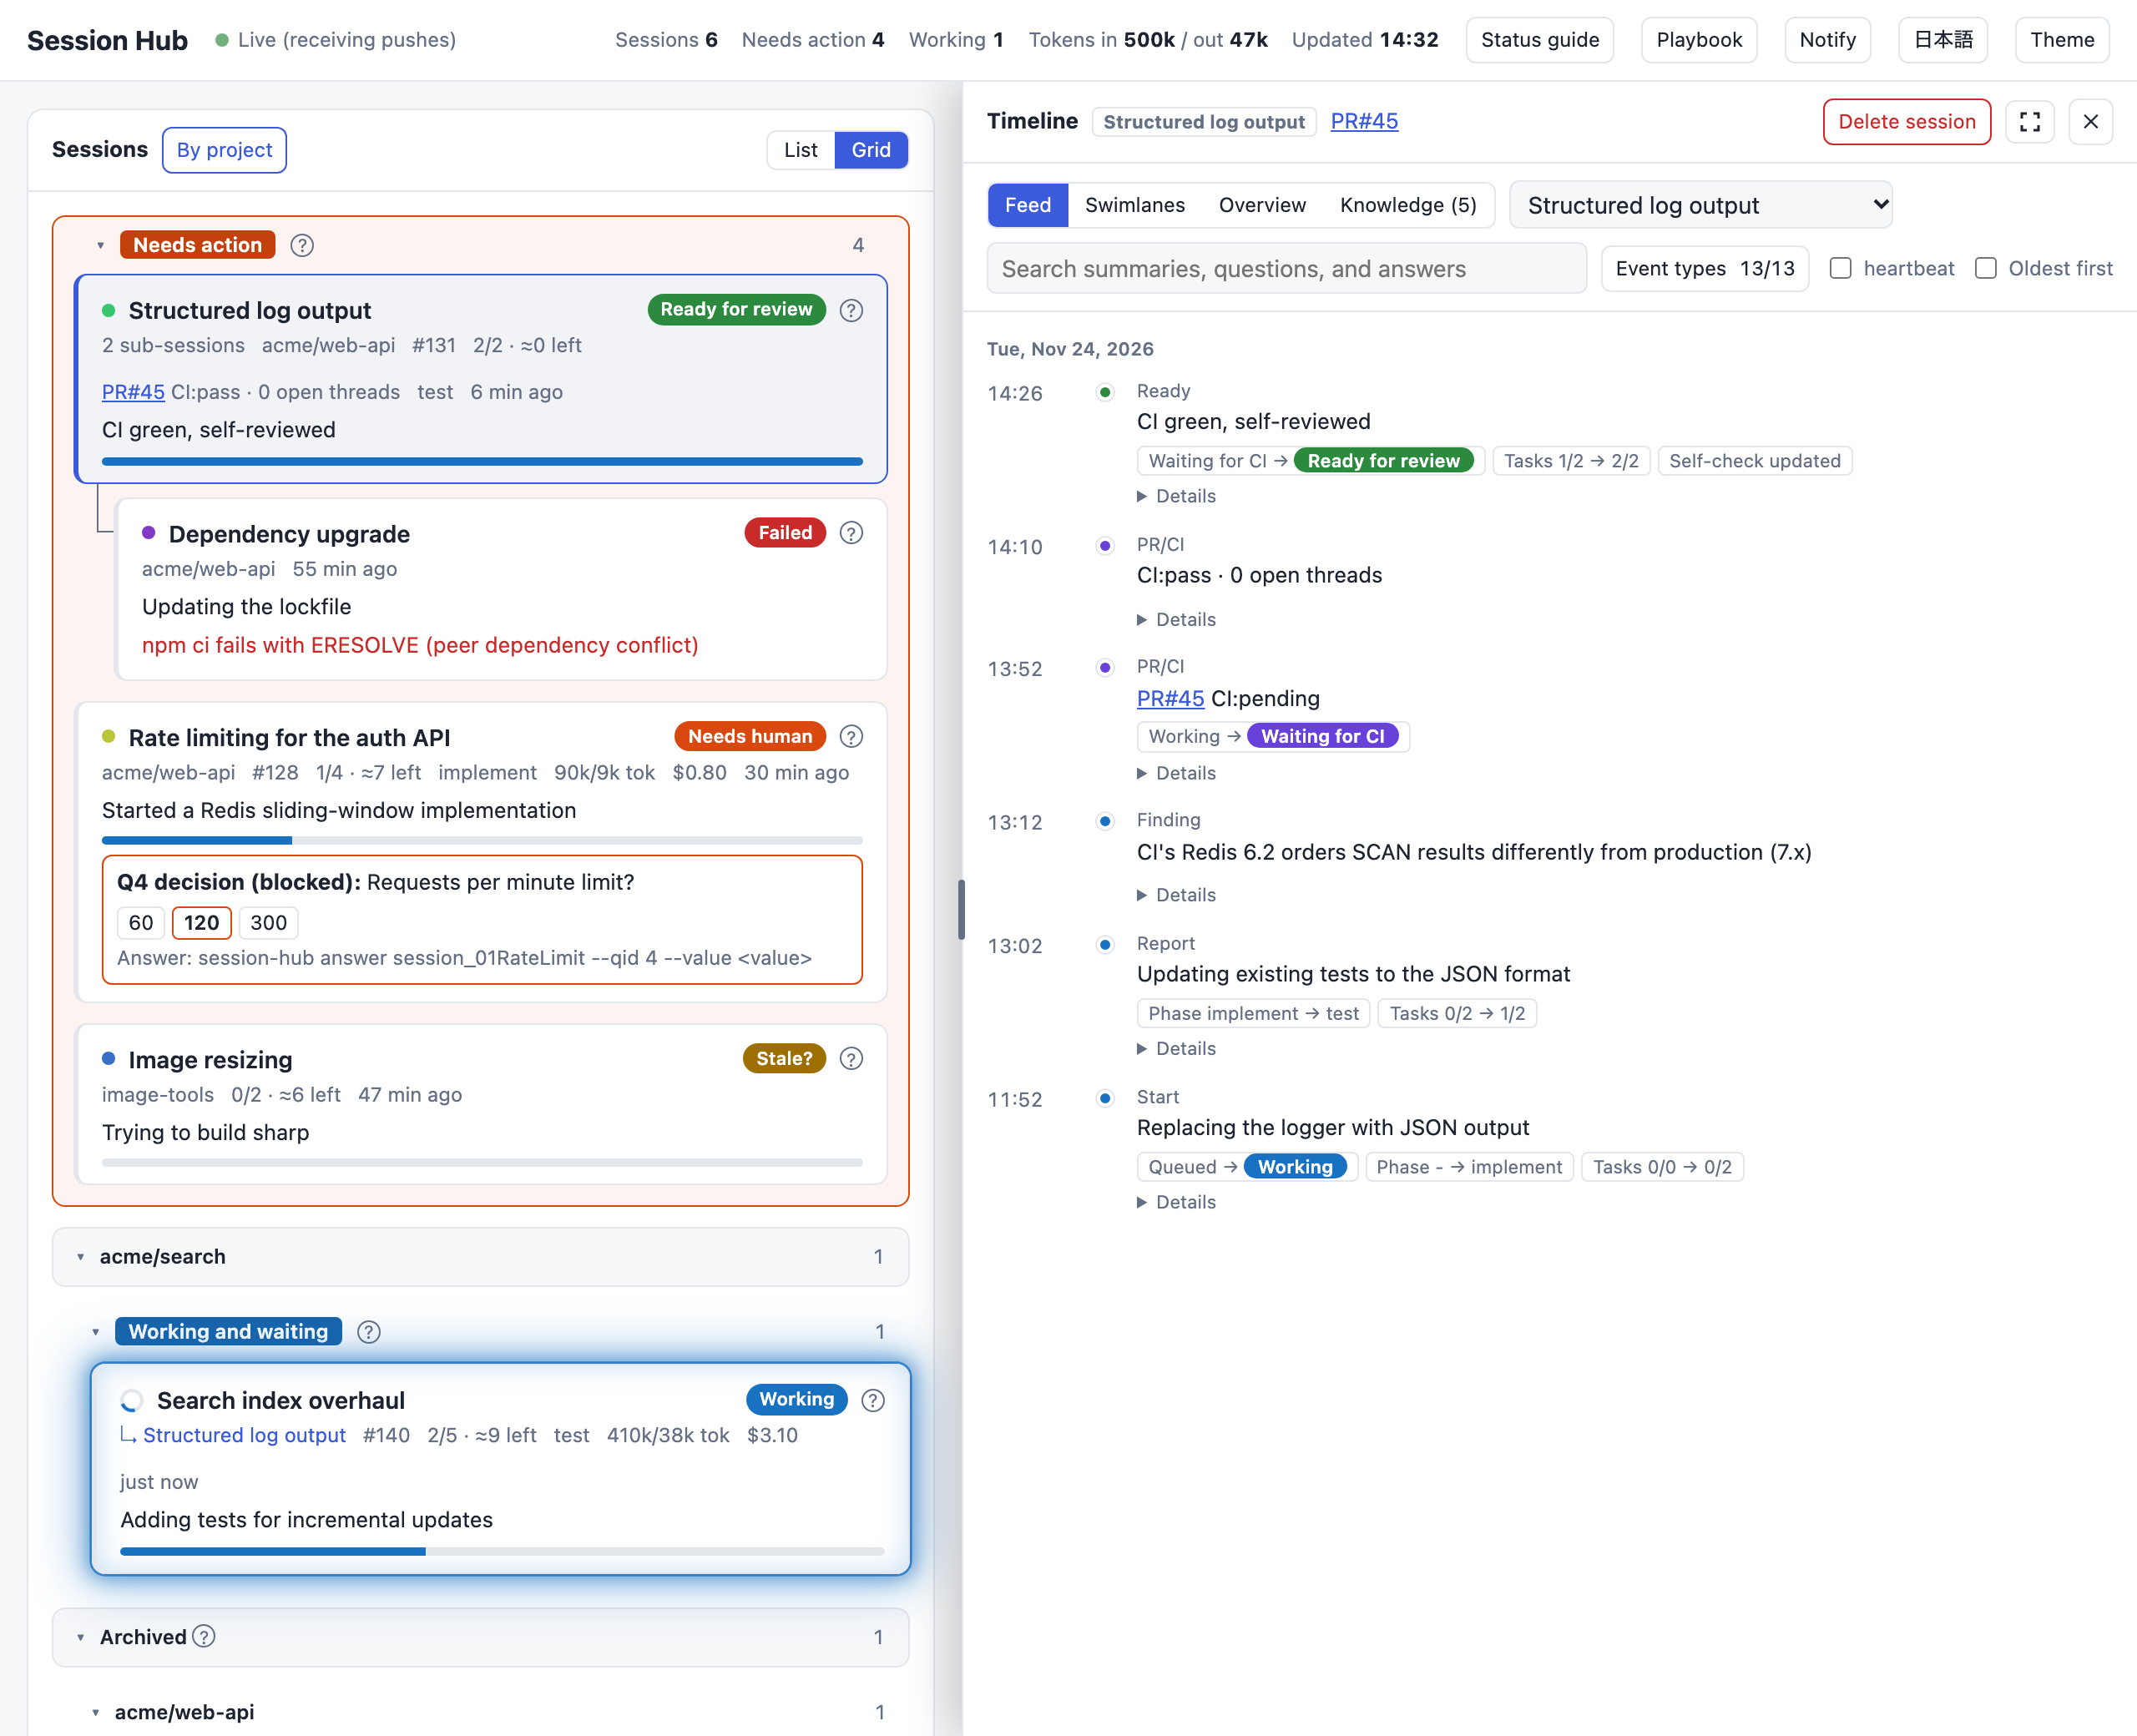 Session Hub
Live (receiving pushes)
Sessions 6 Needs action 4 Working 1 Tokens in 500k / out 47k Updated 14:32
Status guide
Playbook
Notify
日本語
Theme
Sessions
By project
List
Grid
Needs action ? 4
Structured log output Ready for review ?
2 sub-sessions acme/web-api #131 2/2 · ≈0 left
PR#45 CI:pass · 0 open threads test 6 min ago
CI green, self-reviewed
Dependency upgrade Failed ?
acme/web-api 55 min ago
Updating the lockfile
npm ci fails with ERESOLVE (peer dependency conflict)
Rate limiting for the auth API Needs human ?
acme/web-api #128 1/4 · ≈7 left implement 90k/9k tok $0.80 30 min ago
Started a Redis sliding-window implementation
Q4 decision (blocked): Requests per minute limit?
60 120 300
Answer: session-hub answer session_01RateLimit --qid 4 --value <value>
Image resizing Stale? ?
image-tools 0/2 · ≈6 left 47 min ago
Trying to build sharp
acme/search 1
Working and waiting ? 1
Search index overhaul Working ?
Structured log output #140 2/5 · ≈9 left test 410k/38k tok $3.10
just now
Adding tests for incremental updates
Archived ? 1
acme/web-api 1
Timeline Structured log output PR#45
Delete session
Feed Swimlanes Overview Knowledge (5)
Structured log output
Search summaries, questions, and answers
Event types 13/13
heartbeat
Oldest first
Tue, Nov 24, 2026
14:26 Ready
CI green, self-reviewed
Waiting for CI → Ready for review Tasks 1/2 → 2/2 Self-check updated
Details
14:10 PR/CI
CI:pass · 0 open threads
Details
13:52 PR/CI
PR#45 CI:pending
Working → Waiting for CI
Details
13:12 Finding
CI's Redis 6.2 orders SCAN results differently from production (7.x)
Details
13:02 Report
Updating existing tests to the JSON format
Phase implement → test Tasks 0/2 → 1/2
Details
11:52 Start
Replacing the logger with JSON output
Queued → Working Phase - → implement Tasks 0/0 → 0/2
Details